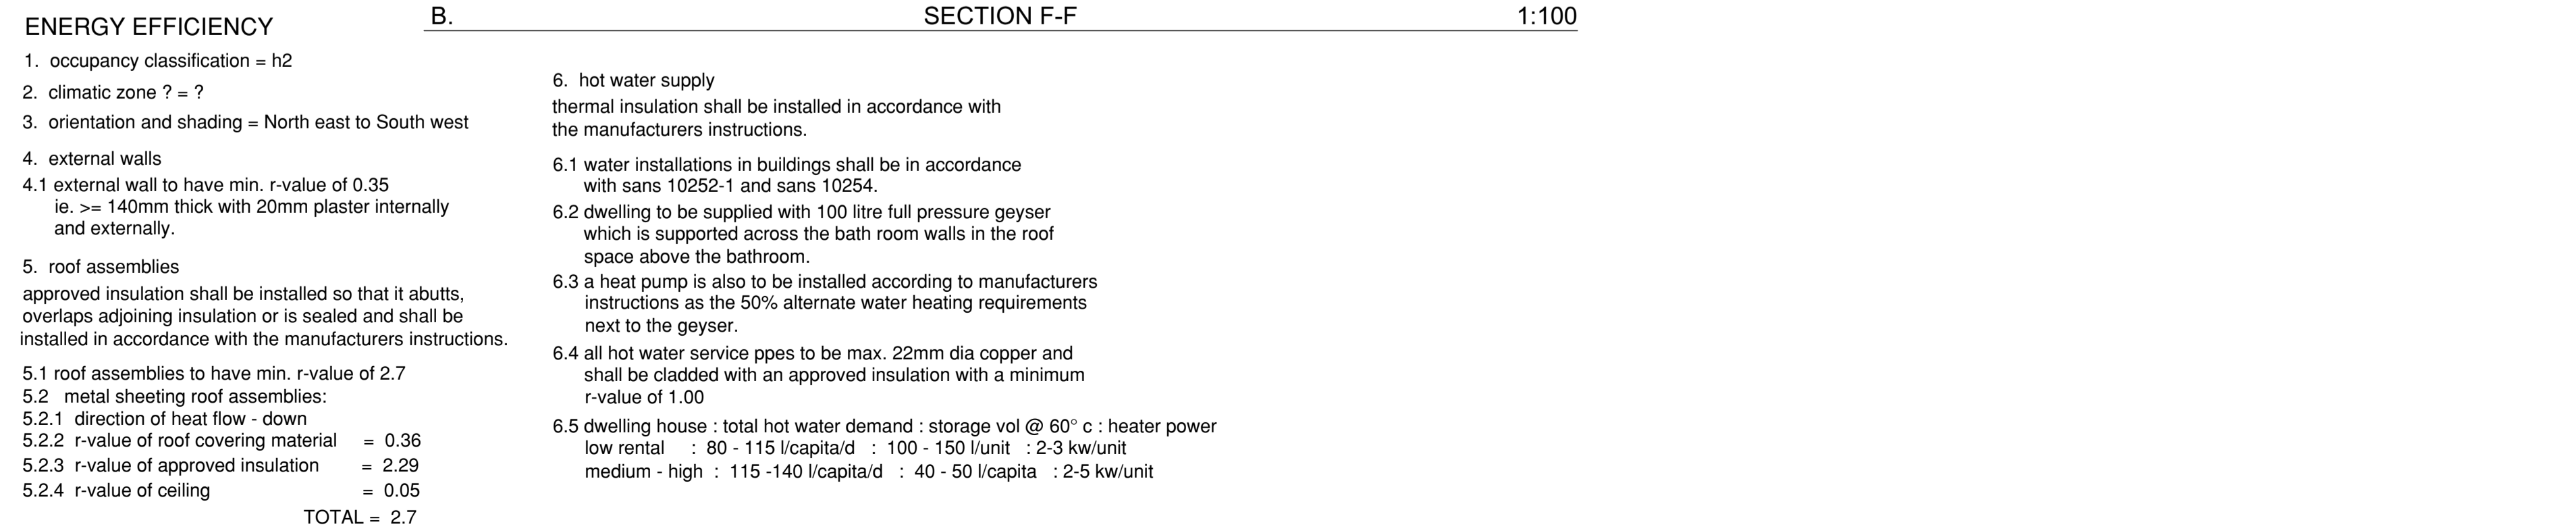 ENERGY EFFICIENCY
1. occupancy classification = h2
2. climatic zone ? = ?
3. orientation and shading = North east to South west
4. external walls
4.1 external wall to have min. r-value of 0.35
ie. >= 140mm thick with 20mm plaster internally
and externally.
5. roof assemblies
approved insulation shall be installed so that it abutts,
overlaps adjoining insulation or is sealed and shall be
installed in accordance with the manufacturers instructions.
5.1 roof assemblies to have min. r-value of 2.7
5.2 metal sheeting roof assemblies:
5.2.1 direction of heat flow - down
5.2.2 r-value of roof covering material = 0.36
5.2.3 r-value of approved insulation = 2.29
5.2.4 r-value of ceiling = 0.05
TOTAL = 2.7
B. SECTION F-F 1:100
6. hot water supply
thermal insulation shall be installed in accordance with
the manufacturers instructions.
6.1 water installations in buildings shall be in accordance
with sans 10252-1 and sans 10254.
6.2 dwelling to be supplied with 100 litre full pressure geyser
which is supported across the bath room walls in the roof
space above the bathroom.
6.3 a heat pump is also to be installed according to manufacturers
instructions as the 50% alternate water heating requirements
next to the geyser.
6.4 all hot water service ppes to be max. 22mm dia copper and
shall be cladded with an approved insulation with a minimum
r-value of 1.00
6.5 dwelling house : total hot water demand : storage vol @ 60° c : heater power
low rental : 80 - 115 l/capita/d : 100 - 150 l/unit : 2-3 kw/unit
medium - high : 115 -140 l/capita/d : 40 - 50 l/capita : 2-5 kw/unit